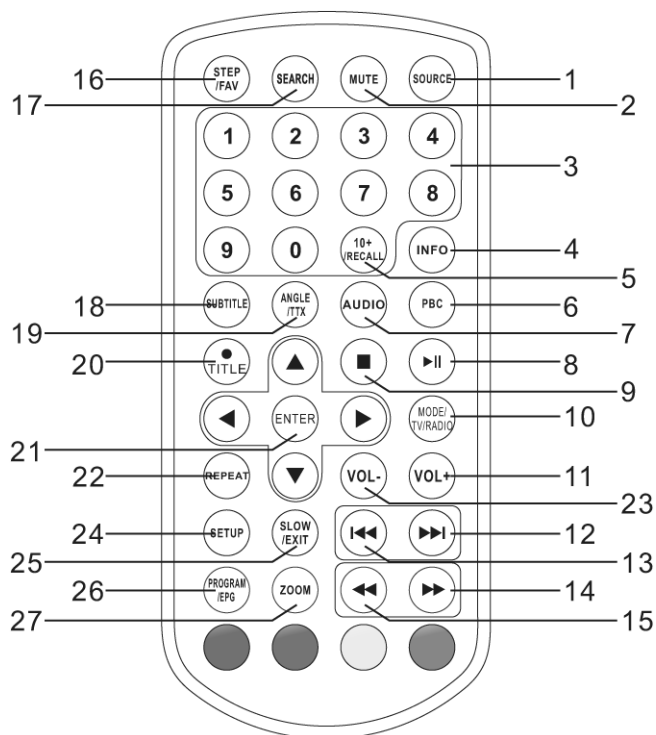 16 STEP /FAV SEARCH MUTE SOURCE 1
17 2
1 2 3 4
3
5 6 7 8
9 0 10+ /RECALL INFO 4
5
18 SUBTITLE ANGLE /TTX AUDIO PBC 6
19 7
20 TITLE 8
9
ENTER MODE/ TV/RADIO 10
21
22 REPEAT VOL- VOL+ 11
23
24 SETUP SLOW /EXIT 12
25 13
26 PROGRAM /EPG ZOOM 14
27 15